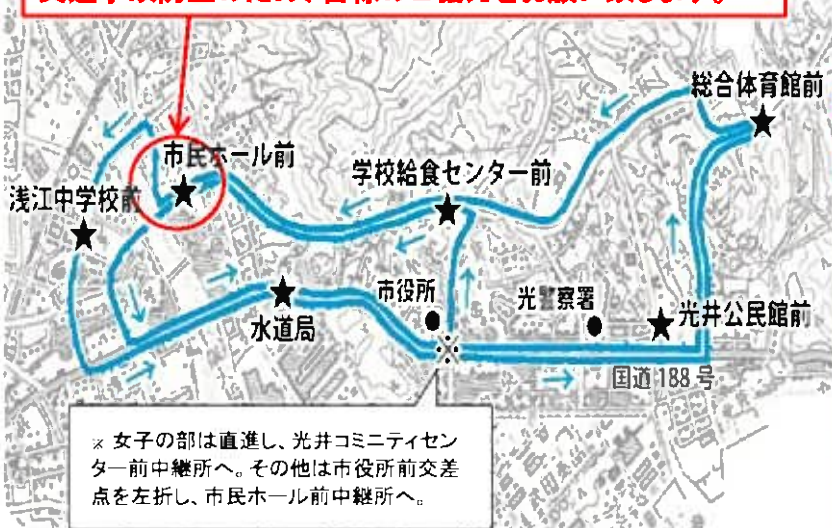 総合体育館前
市民ホール前
学校給食センター前
浅江中学校前
市役所
光警察署
光井公民館前
水道局
※
国道188号
※ 女子の部は直進し、光井コミニティセン
ター前中継所へ。その他は市役所前交差
点を左折し、市民ホール前中継所へ。